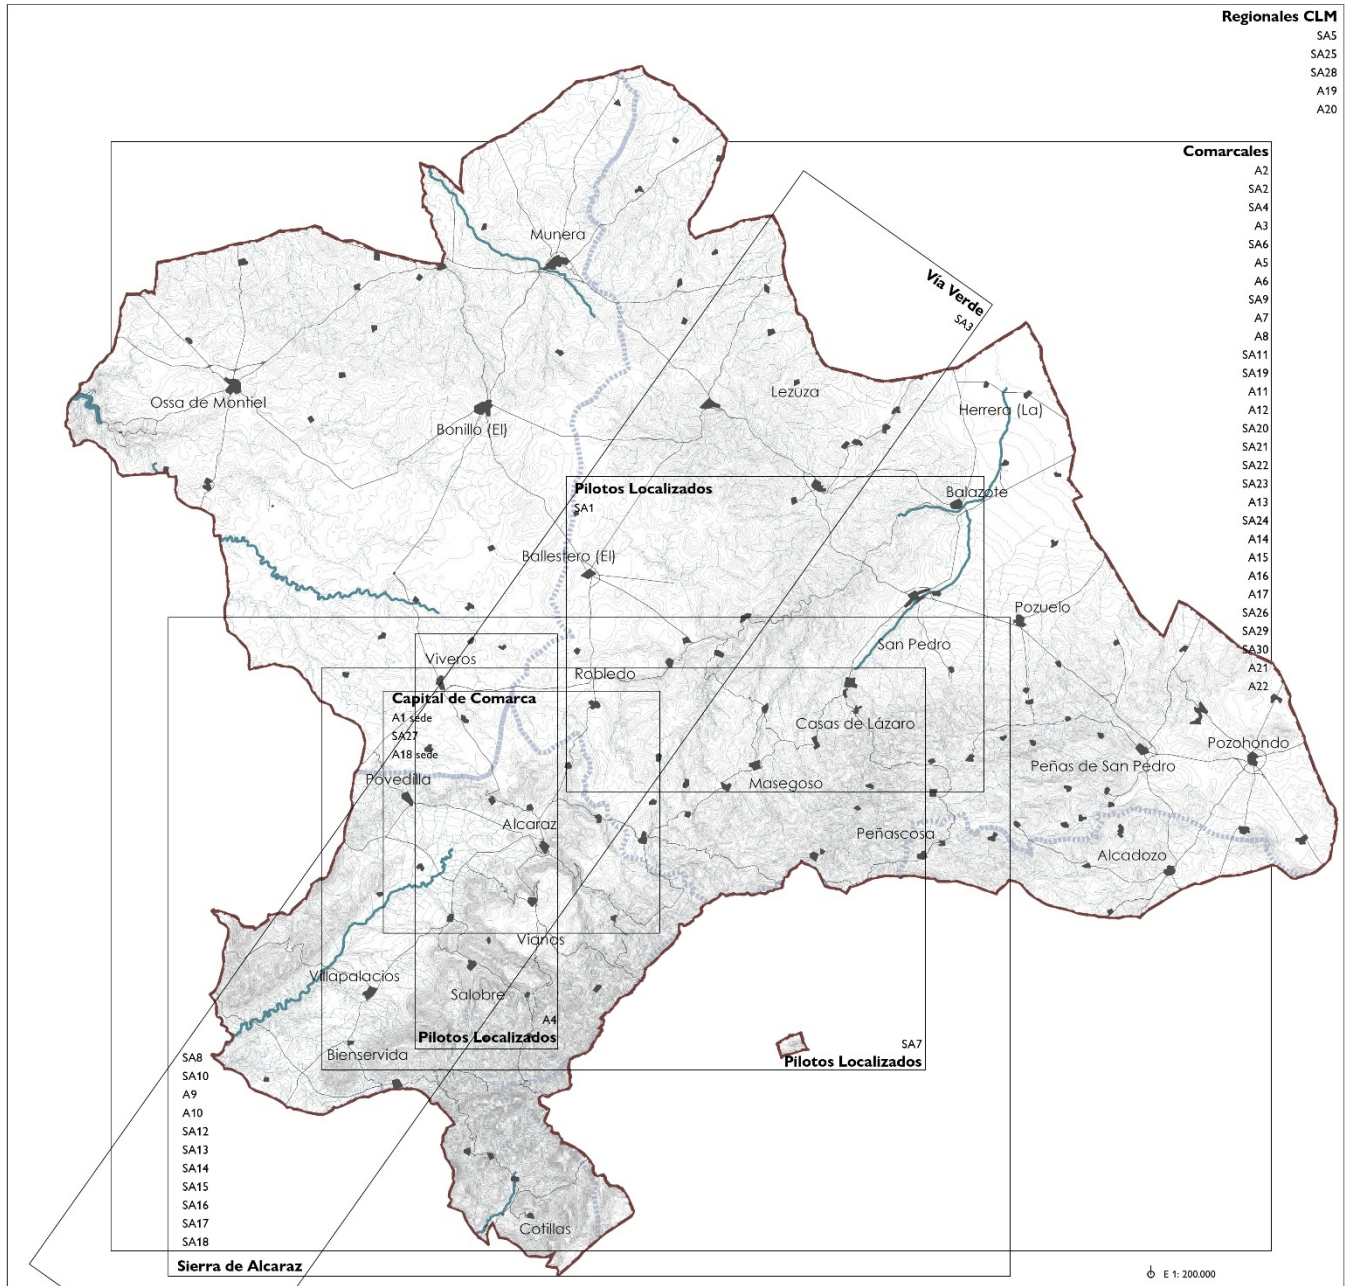 Regionales CLM
SA5
SA25
SA28
A19
A20
Comarcales
A2
SA2
SA4
A3
SA6
A5
A6
SA9
A7
A8
SA11
SA19
A11
A12
SA20
SA21
SA22
SA23
A13
SA24
A14
A15
A16
A17
SA26
SA29
SA30
A21
A22
Vía Verde
SA3
Munera
Ossa de Montiel
Bonillo (El)
Lezuza
Herrera (La)
Pilotos Localizados
SA1
Balazote
Ballestero (El)
Pozuelo
San Pedro
Viveros
Robledo
Capital de Comarca
A1 sede
SA27
A18 sede
Casas de Lázaro
Pozohondo
Peñas de San Pedro
Povedilla
Masegoso
Alcaraz
Peñascosa
Alcadozo
Vianos
Villapalacios
Salobre
A4
Pilotos Localizados
SA7
Pilotos Localizados
Bienservida
SA8
SA10
A9
A10
SA12
SA13
SA14
SA15
SA16
SA17
SA18
Cotillas
Sierra de Alcaraz
E 1: 200.000